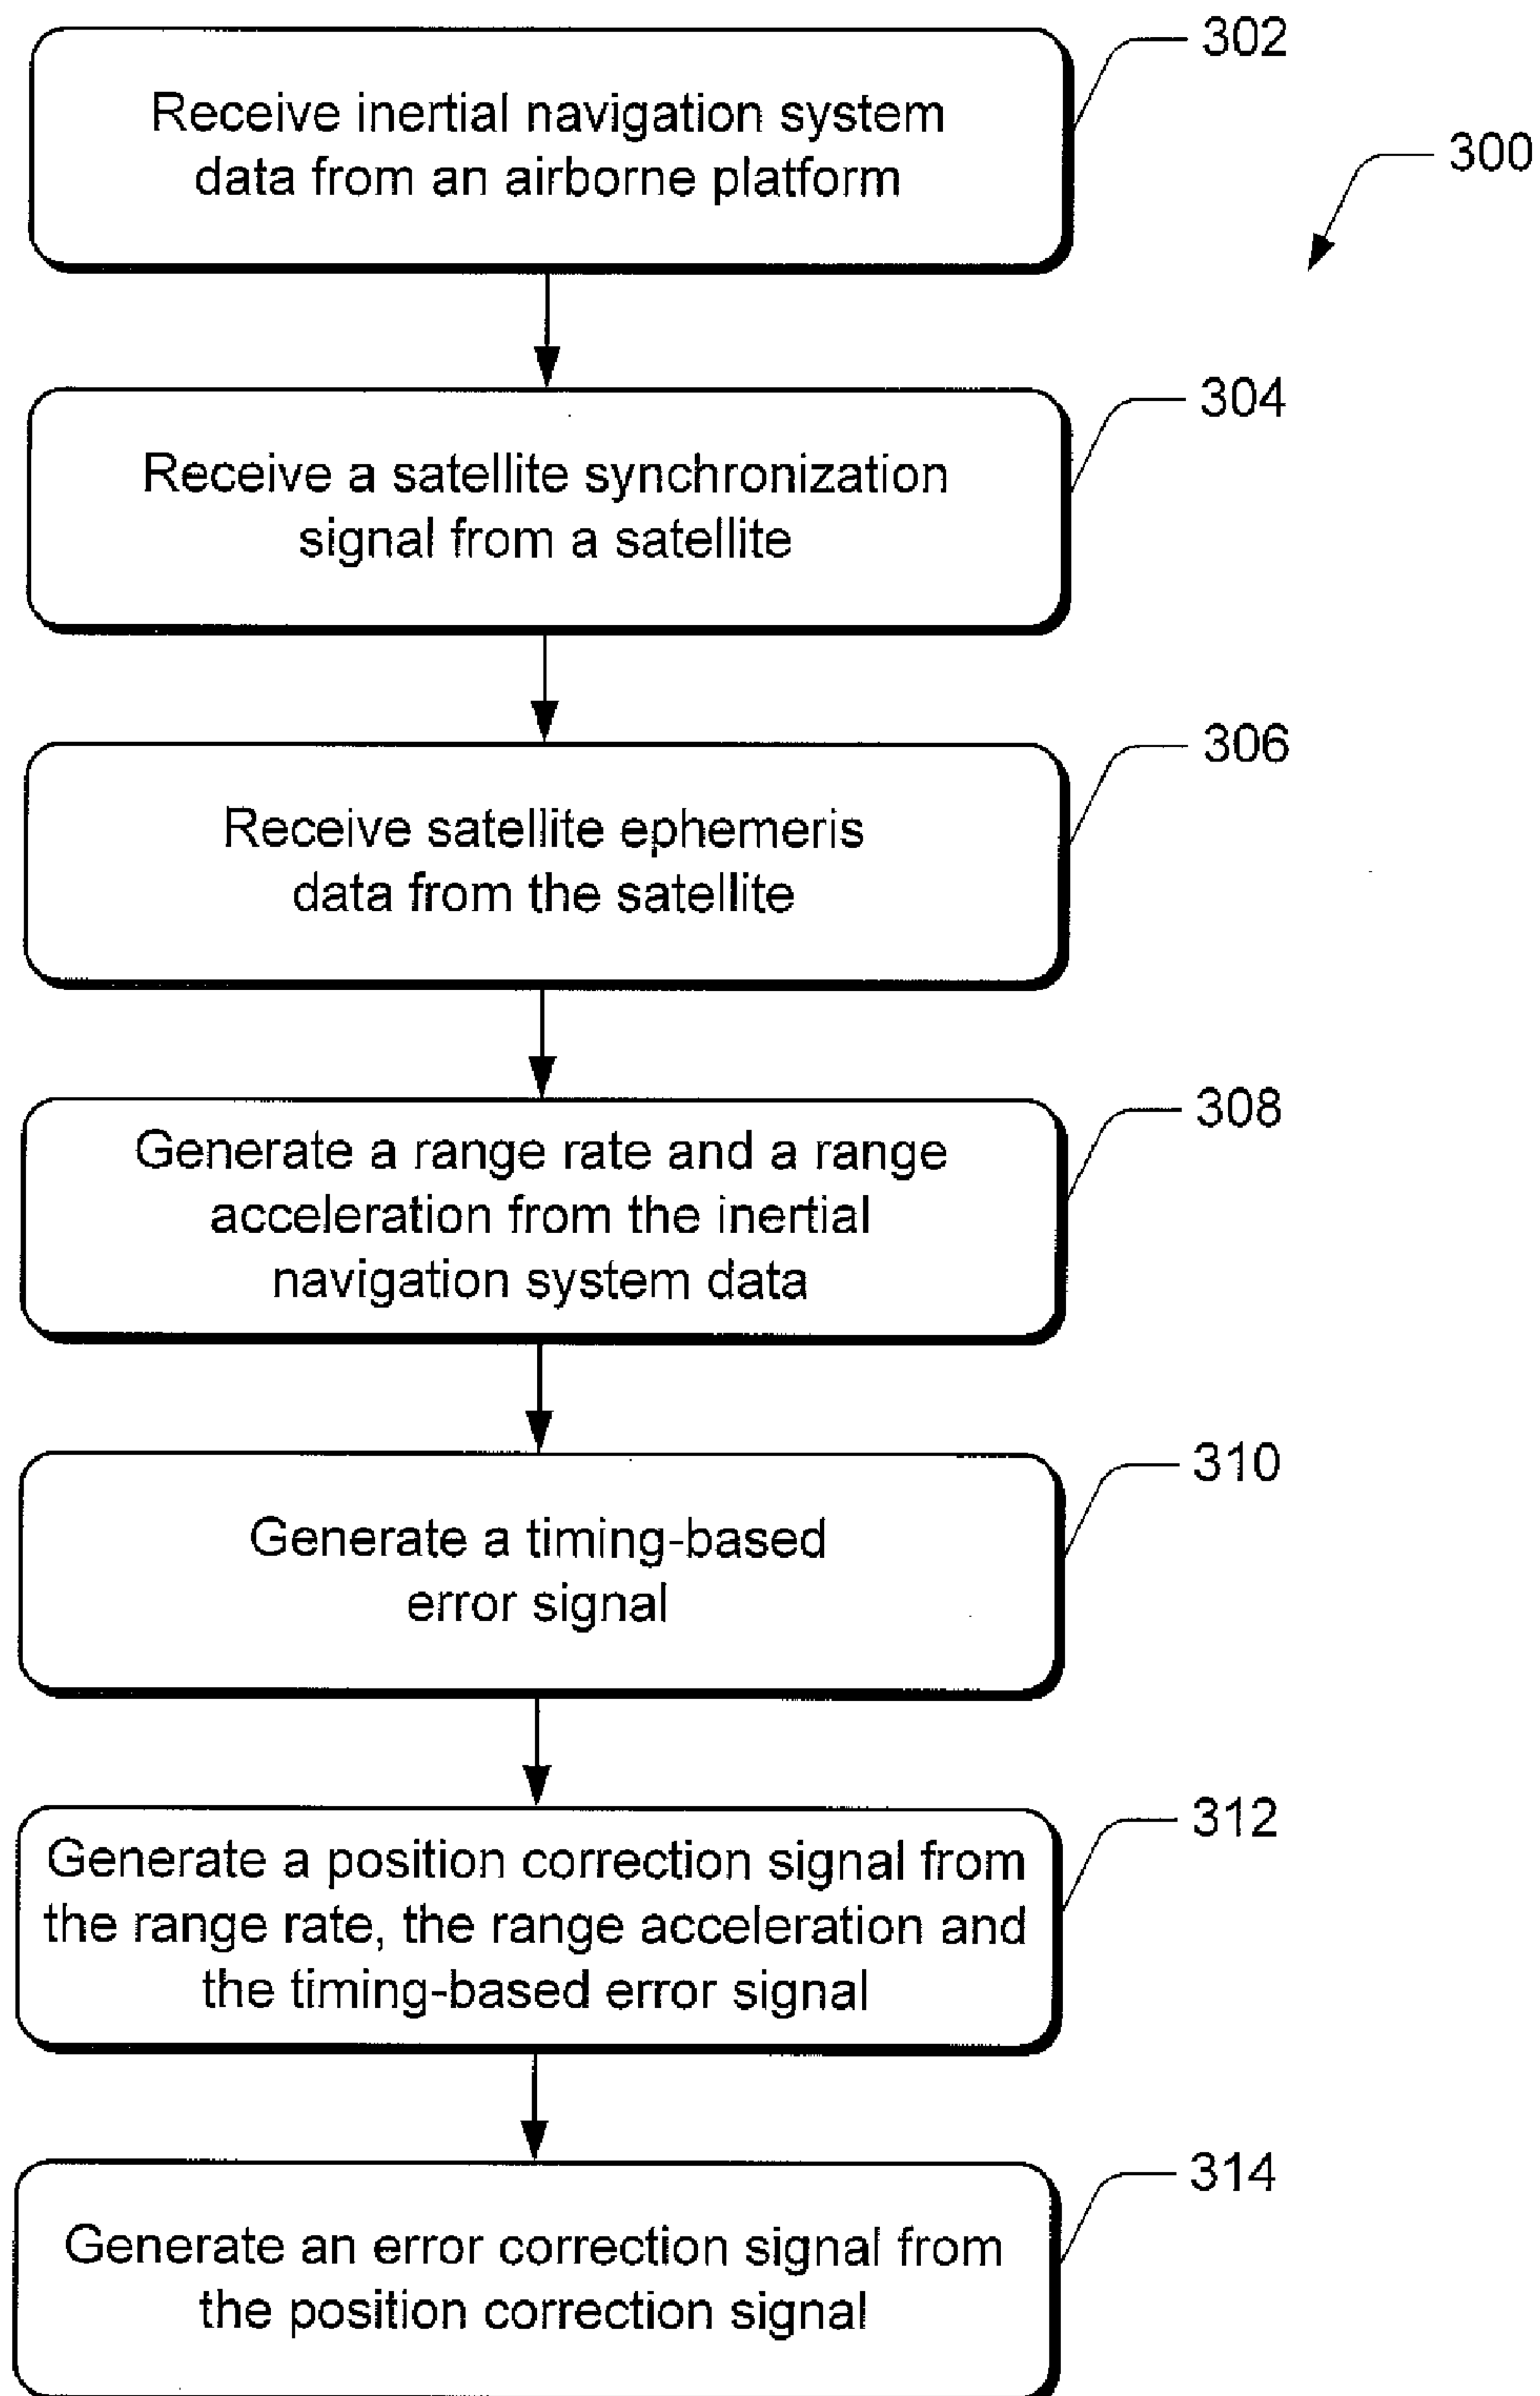 302
Receive inertial navigation system
data from an airborne platform
300
304
Receive a satellite synchronization
signal from a satellite
306
Receive satellite ephemeris
data from the satellite
308
Generate a range rate and a range
acceleration from the inertial
navigation system data
310
Generate a timing-based
error signal
312
Generate a position correction signal from
the range rate, the range acceleration and
the timing-based error signal
314
Generate an error correction signal from
the position correction signal